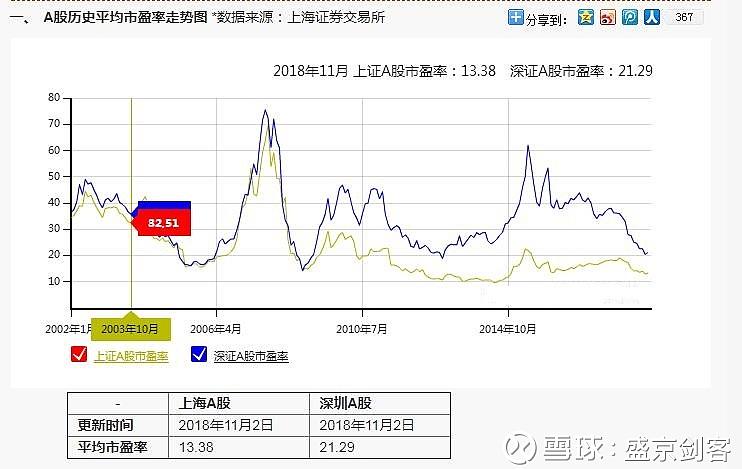 一、 A股历史平均市盈率走势图 *数据来源：上海证券交易所
分享到： 367
2018年11月 上证A股市盈率：13.38 深证A股市盈率：21.29
80
70
60
50
40
30
20
10
82,51
2002年1月 2003年10月 2006年4月 2010年7月 2014年10月
上证A股市盈率 深证A股市盈率
- 上海A股 深圳A股
更新时间 2018年11月2日 2018年11月2日
平均市盈率 13.38 21.29
雪球：盛京剑客